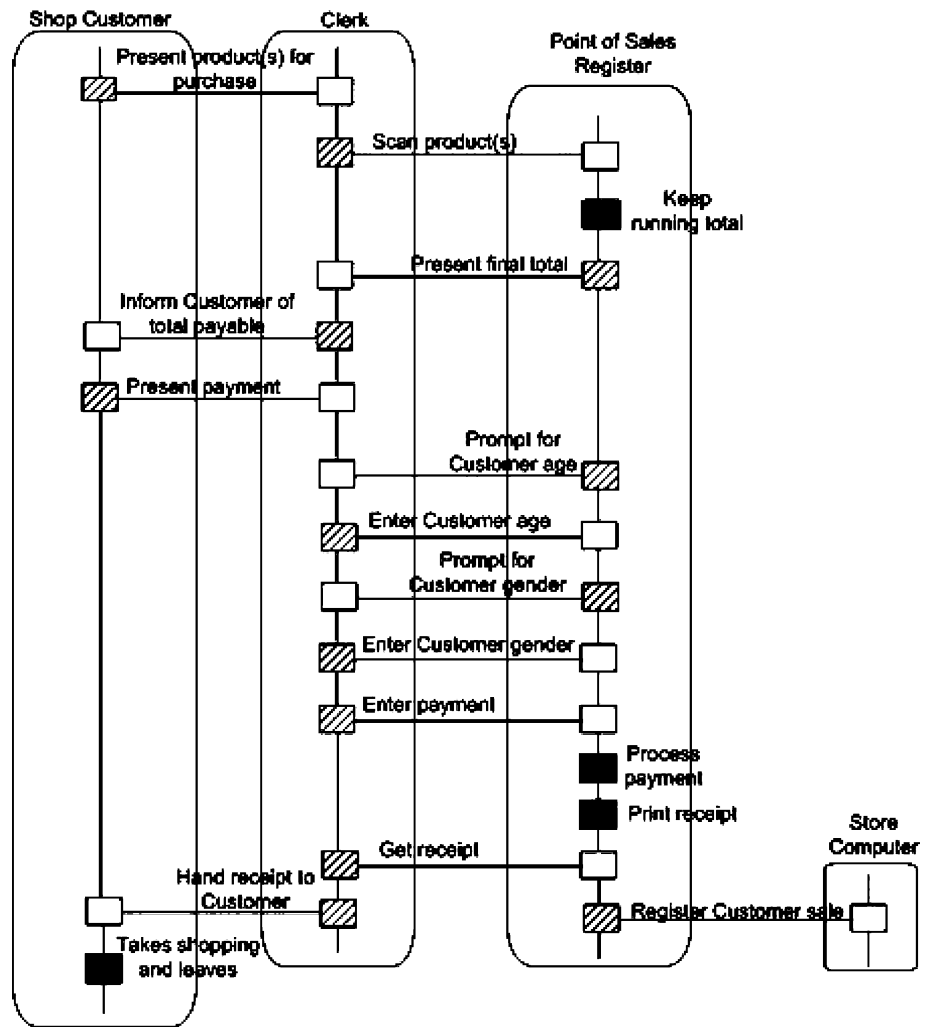 Shop Customer
Clerk
Point of Sales
Register
Present product(s) for
purchase
Scan product(s)
Keep
running total
Present final total
Inform Customer of
total payable
Present payment
Prompt for
Customer age
Enter Customer age
Prompt for
Customer gender
Enter Customer gender
Enter payment
Process
payment
Print receipt
Store
Computer
Get receipt
Hand receipt to
Customer
Register Customer sale
Takes shopping
and leaves